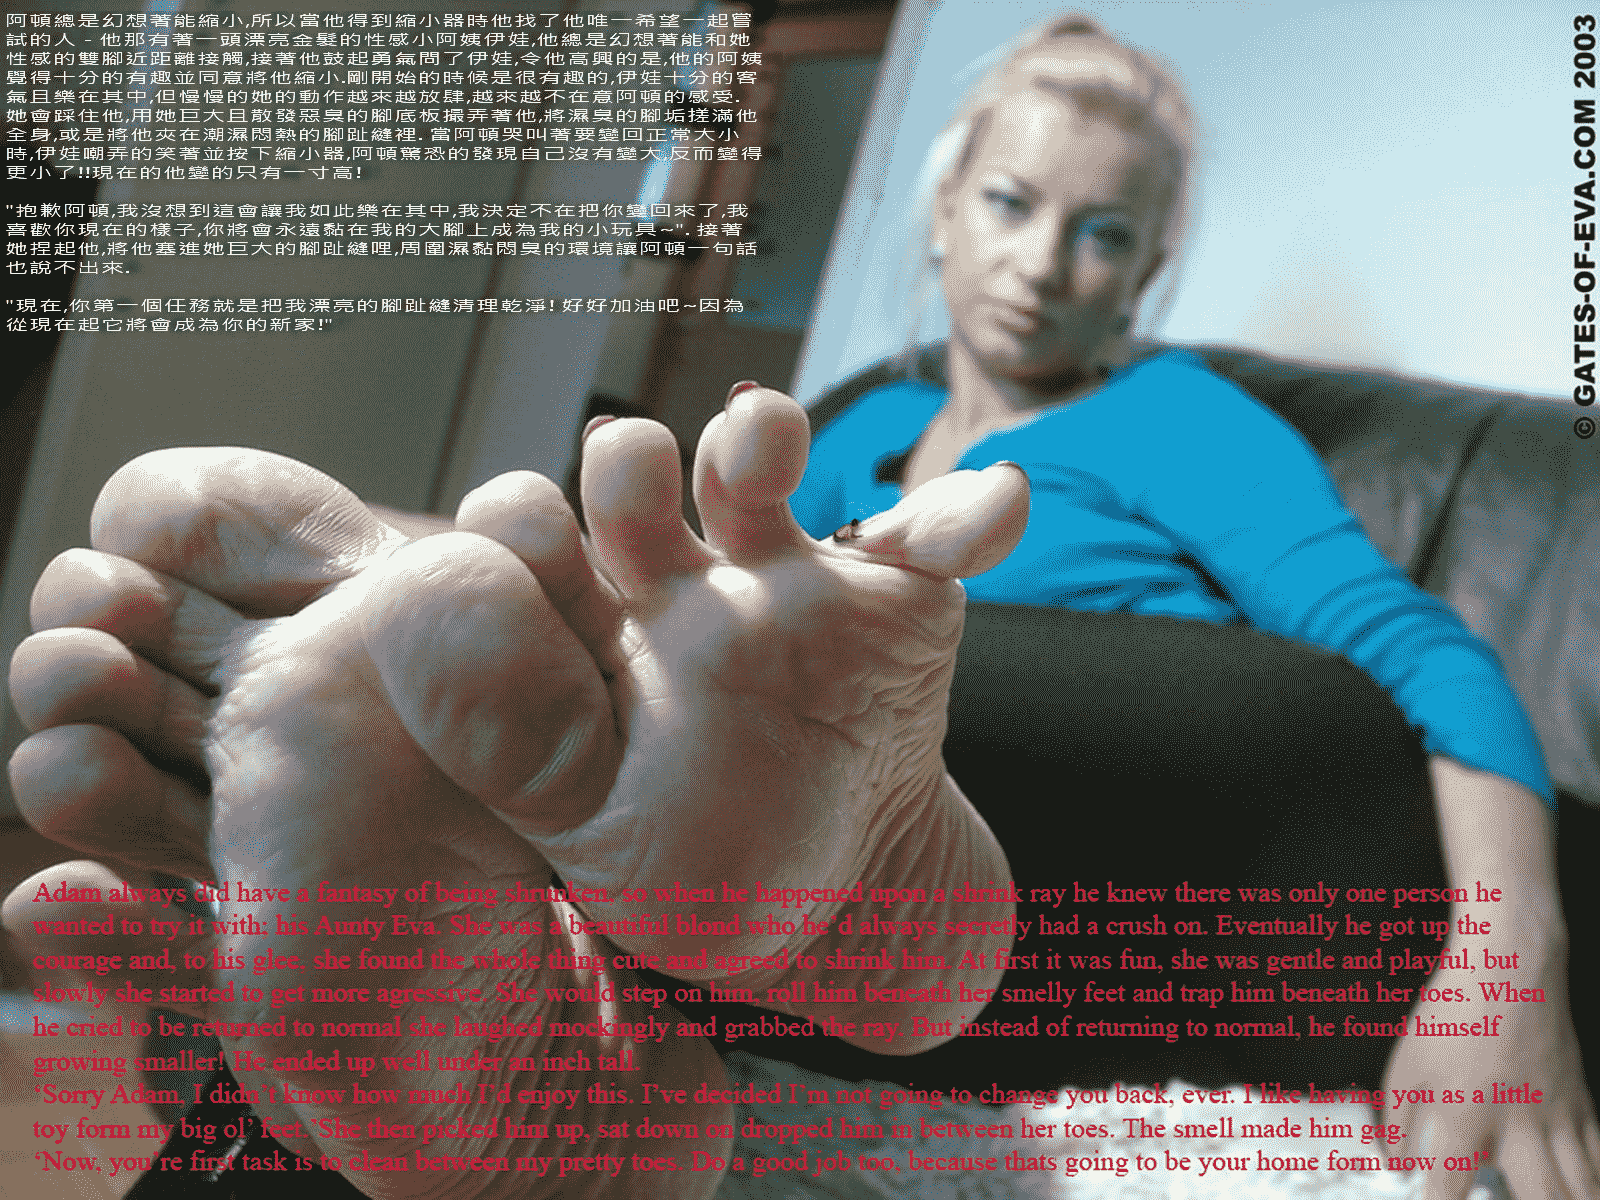 阿頓總是幻想著能縮小,所以當他得到縮小器時他找了他唯一希望一起嘗
試的人 - 他那有著一頭漂亮金髮的性感小阿姨伊娃,他總是幻想著能和她
性感的雙腳近距離接觸,接著他鼓起勇氣問了伊娃,令他高興的是,他的阿姨
覺得十分的有趣並同意將他縮小.剛開始的時候是很有趣的,伊娃十分的客
氣且樂在其中,但慢慢的她的動作越來越放肆,越來越不在意阿頓的感受.
她會踩住他,用她巨大且散發惡臭的腳底板撮弄著他,將濕臭的腳垢搓滿他
全身,或是將他夾在潮濕悶熱的腳趾縫裡. 當阿頓哭叫著要變回正常大小
時,伊娃嘲弄的笑著並按下縮小器,阿頓驚恐的發現自己沒有變大,反而變得
更小了!!現在的他變的只有一寸高!
"抱歉阿頓,我沒想到這會讓我如此樂在其中,我決定不在把你變回來了,我
喜歡你現在的樣子,你將會永遠黏在我的大腳上成為我的小玩具~". 接著
她捏起他,將他塞進她巨大的腳趾縫哩,周圍濕黏悶臭的環境讓阿頓一句話
也說不出來.
"現在,你第一個任務就是把我漂亮的腳趾縫清理乾淨! 好好加油吧~因為
從現在起它將會成為你的新家!"
© GATES-OF-EVA.COM 2003
Adam always did have a fantasy of being shrunken, so when he happened upon a shrink ray he knew there was only one person he
wanted to try it with; his Aunty Eva. She was a beautiful blond who he'd always secretly had a crush on. Eventually he got up the
courage and, to his glee, she found the whole thing cute and agreed to shrink him. At first it was fun, she was gentle and playful, but
slowly she started to get more agressive. She would step on him, roll him beneath her smelly feet and trap him beneath her toes. When
he cried to be returned to normal she laughed mockingly and grabbed the ray. But instead of returning to normal, he found himself
growing smaller! He ended up well under an inch tall.
'Sorry Adam, I didn't know how much I'd enjoy this. I've decided I'm not going to change you back, ever. I like having you as a little
toy form my big ol' feet.'She then picked him up, sat down on dropped him in between her toes. The smell made him gag.
'Now, you're first task is to clean between my pretty toes. Do a good job too, because thats going to be your home form now on!'